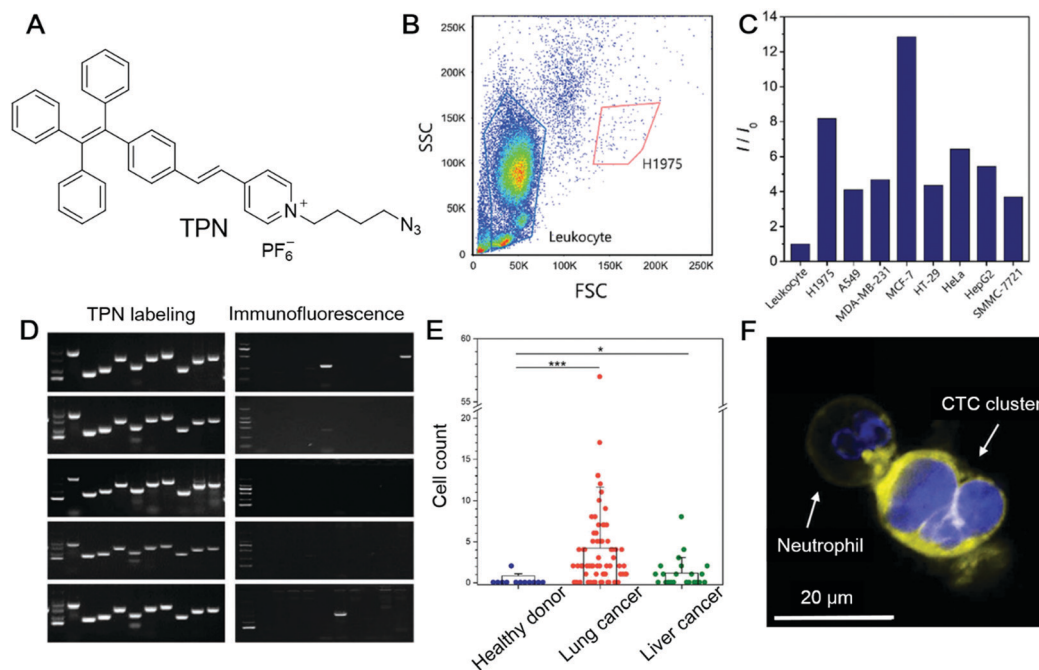 A
TPN
N
+
N3
PF6−
B
SSC
250K
200K
150K
100K
50K
0
H1975
Leukocyte
0 50K 100K 150K 200K 250K
FSC
C
I / I0
14
12
10
8
6
4
2
0
Leukocyte
H1975
A549
MDA-MB-231
MCF-7
HT-29
HeLa
HepG2
SMMC-7721
D
TPN labeling Immunofluorescence
E
Cell count
60
55
20
15
10
5
0
***
*
Healthy donor
Lung cancer
Liver cancer
F
CTC cluster
Neutrophil
20 µm